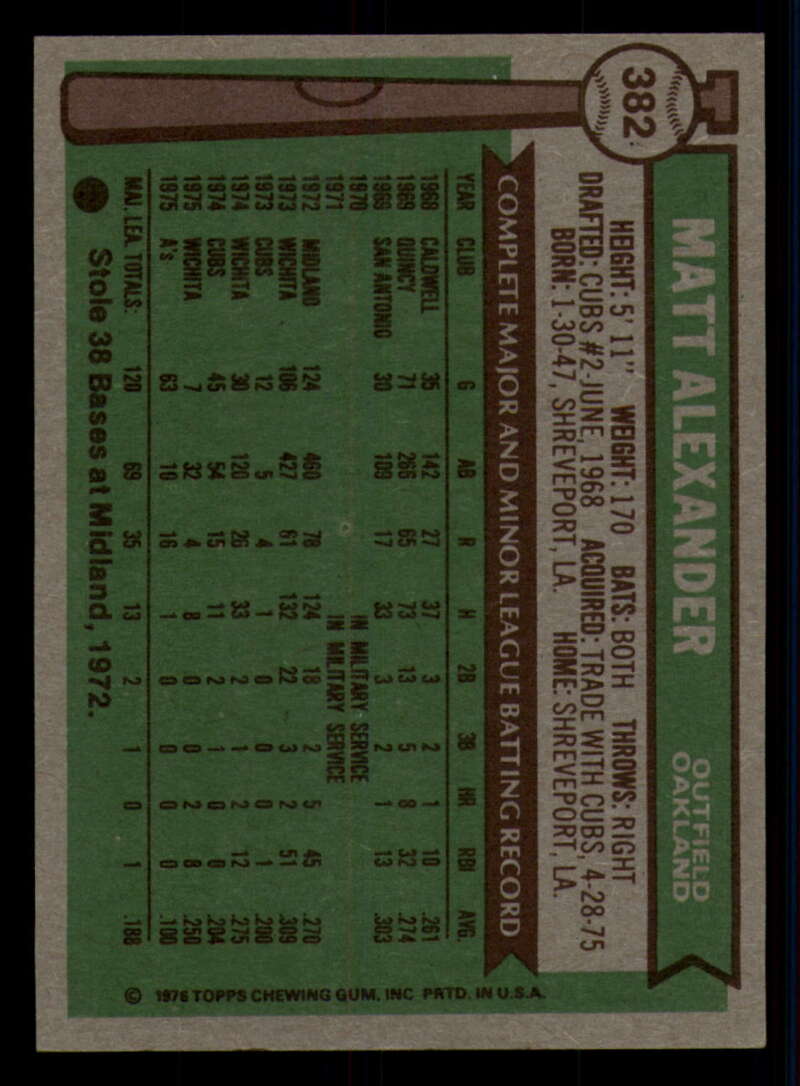 382
MATT ALEXANDER
OUTFIELD
OAKLAND
HEIGHT: 5' 11" WEIGHT: 170 BATS: BOTH THROWS: RIGHT
DRAFTED: CUBS #2-JUNE, 1968 ACQUIRED: TRADE WITH CUBS, 4-28-75
BORN: 1-30-47, SHREVEPORT, LA. HOME: SHREVEPORT, LA.
COMPLETE MAJOR AND MINOR LEAGUE BATTING RECORD
YEAR CLUB G AB R H 2B 3B HR RBI AVG.
1968 CALDWELL 35 142 27 37 3 2 1 10 .261
1969 QUINCY 71 266 65 73 13 5 8 32 .274
1969 SAN ANTONIO 30 109 17 33 3 2 1 13 .303
1970 IN MILITARY SERVICE
1971 IN MILITARY SERVICE
1972 MIDLAND 124 460 78 124 18 2 5 45 .270
1973 WICHITA 106 427 61 132 22 3 2 51 .309
1973 CUBS 12 5 4 1 0 0 0 1 .200
1974 WICHITA 30 120 26 33 2 1 2 12 .275
1974 CUBS 45 54 15 11 2 1 0 0 .204
1975 WICHITA 7 32 4 8 0 0 2 8 .250
1975 A's 63 10 16 1 0 0 0 0 .100
MAJ. LEA. TOTALS: 120 69 35 13 2 1 0 1 .188
Stole 38 Bases at Midland, 1972.
© 1976 TOPPS CHEWING GUM, INC PRTD. IN U.S.A.